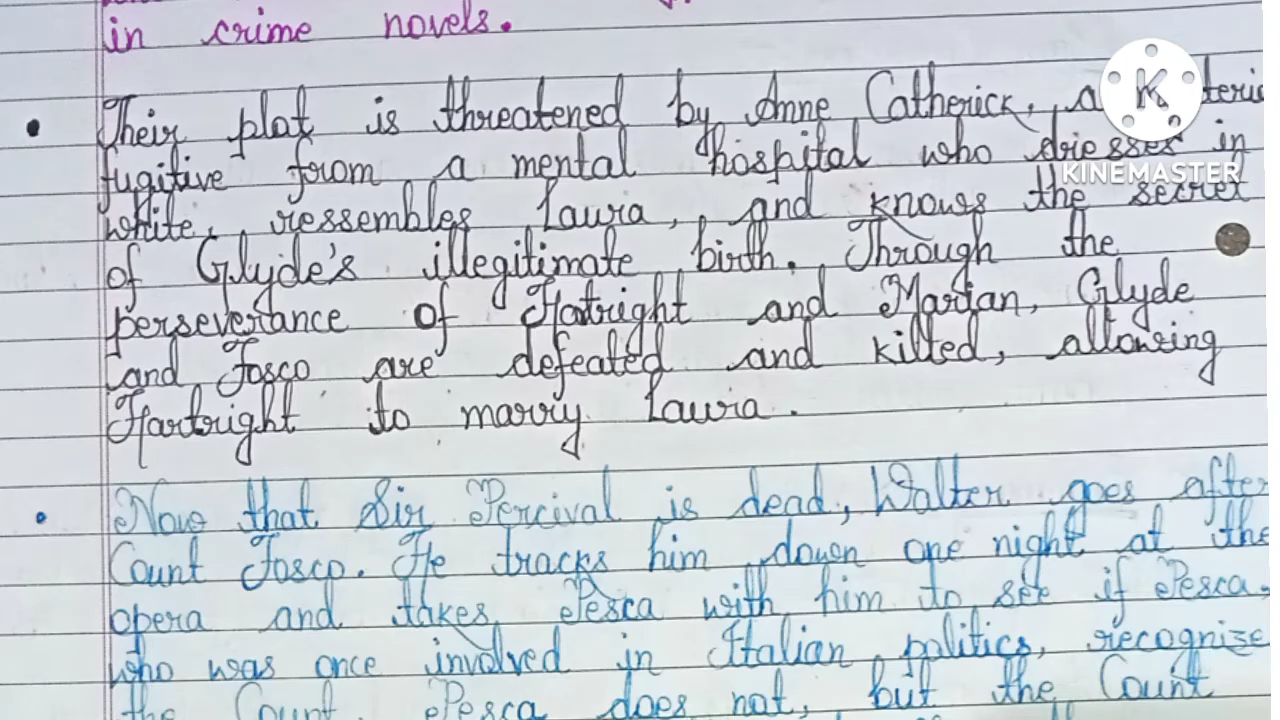 in crime novels.
• Their plot is threatened by Anne Catherick, a
fugitive from a mental hospital who dresses in
white, ressembles Laura, and knows the secret
of Glyde's illegitimate birth. Through the
perseverance of Hartright and Marian, Glyde
and Fosco are defeated and killed, allowing
Hartright to marry Laura.
• Now that Sir Percival is dead, Walter goes after
Count Fosco. He tracks him down one night at the
opera and takes Pesca with him to see if Pesca,
who was once involved in Italian politics, recognize
the Count. Pesca does not, but the Count
K
KINEMASTER